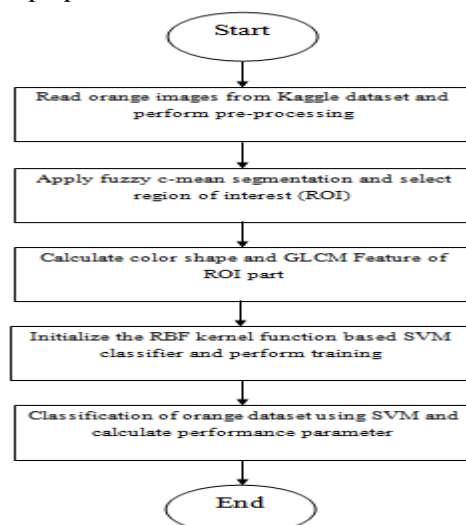 Start
Read orange images from Kaggle dataset and
perform pre-processing
Apply fuzzy c-mean segmentation and select
region of interest (ROI)
Calculate color shape and GLCM Feature of
ROI part
Initialize the RBF kernel function based SVM
classifier and perform training
Classification of orange dataset using SVM and
calculate performance parameter
End